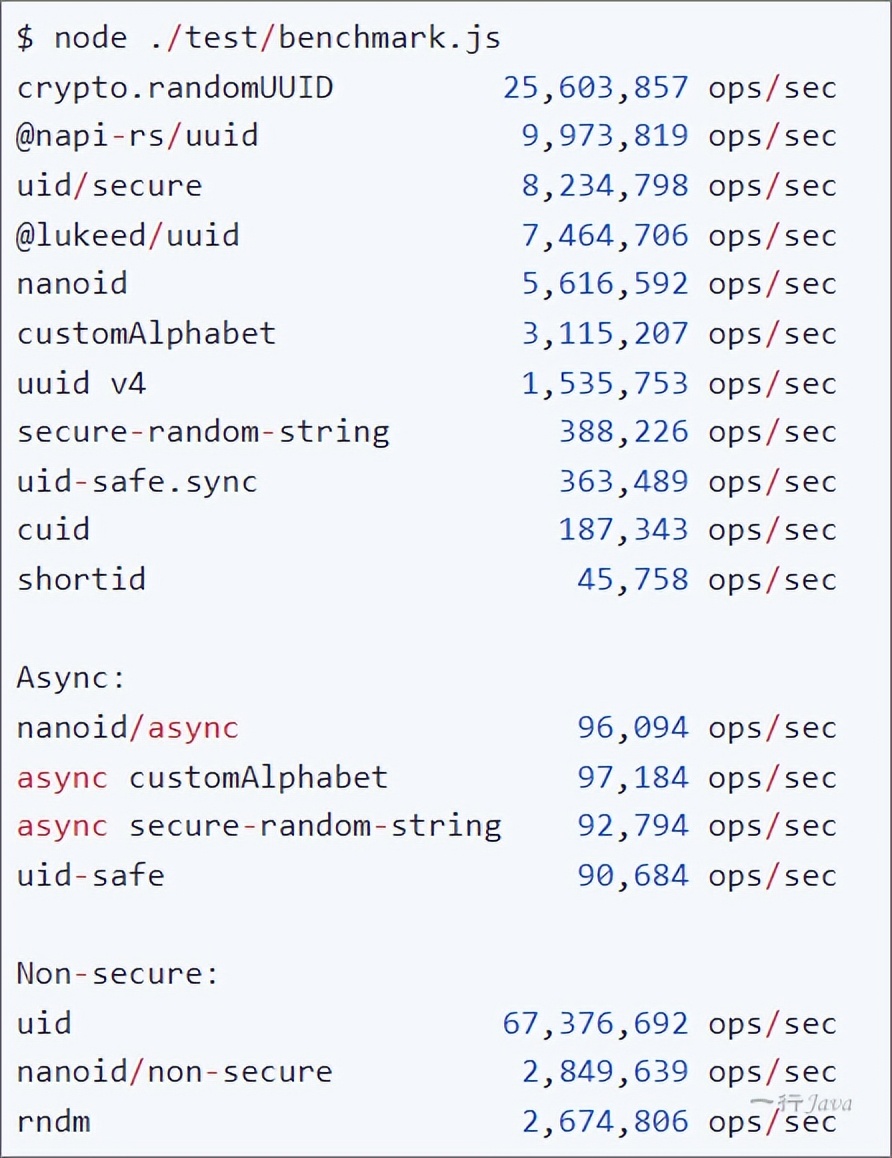 $ node ./test/benchmark.js
crypto.randomUUID 25,603,857 ops/sec
@napi-rs/uuid 9,973,819 ops/sec
uid/secure 8,234,798 ops/sec
@lukeed/uuid 7,464,706 ops/sec
nanoid 5,616,592 ops/sec
customAlphabet 3,115,207 ops/sec
uuid v4 1,535,753 ops/sec
secure-random-string 388,226 ops/sec
uid-safe.sync 363,489 ops/sec
cuid 187,343 ops/sec
shortid 45,758 ops/sec
Async:
nanoid/async 96,094 ops/sec
async customAlphabet 97,184 ops/sec
async secure-random-string 92,794 ops/sec
uid-safe 90,684 ops/sec
Non-secure:
uid 67,376,692 ops/sec
nanoid/non-secure 2,849,639 ops/sec
一行Java
rndm 2,674,806 ops/sec